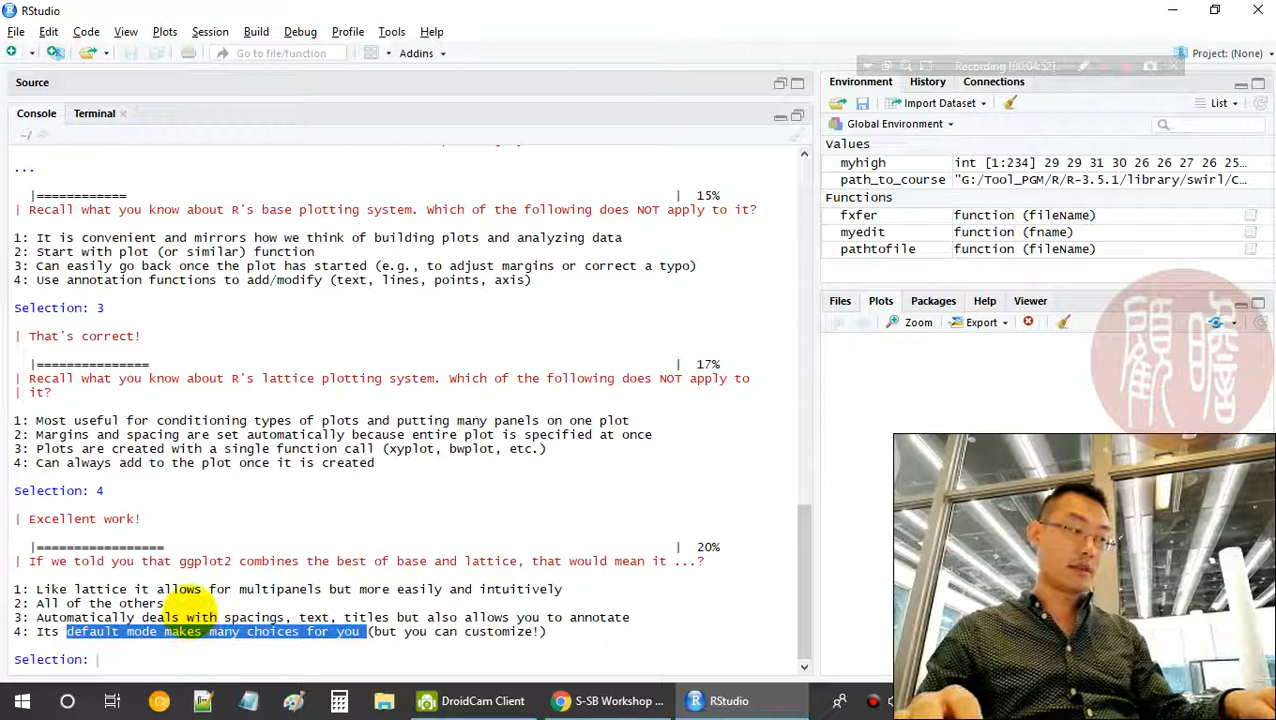 RStudio
File Edit Code View Plots Session Build Debug Profile Tools Help
Go to file/function
Addins
Project: (None)
Recording [00:04:52]
Source
Console Terminal
~/
...
|============ | 15%
| Recall what you know about R's base plotting system. Which of the following does NOT apply to it?
1: It is convenient and mirrors how we think of building plots and analyzing data
2: Start with plot (or similar) function
3: Can easily go back once the plot has started (e.g., to adjust margins or correct a typo)
4: Use annotation functions to add/modify (text, lines, points, axis)
Selection: 3
| That's correct!
|=============== | 17%
| Recall what you know about R's lattice plotting system. Which of the following does NOT apply to
| it?
1: Most useful for conditioning types of plots and putting many panels on one plot
2: Margins and spacing are set automatically because entire plot is specified at once
3: Plots are created with a single function call (xyplot, bwplot, etc.)
4: Can always add to the plot once it is created
Selection: 4
| Excellent work!
|================= | 20%
| If we told you that ggplot2 combines the best of base and lattice, that would mean it ...?
1: Like lattice it allows for multipanels but more easily and intuitively
2: All of the others
3: Automatically deals with spacings, text, titles but also allows you to annotate
4: Its default mode makes many choices for you (but you can customize!)
Selection:
Environment History Connections
Import Dataset List
Global Environment
Values
myhigh int [1:234] 29 29 31 30 26 26 27 26 25...
path_to_course "G:/Tool_PGM/R/R-3.5.1/library/swirl/C...
Functions
fxfer function (fileName)
myedit function (fname)
pathtofile function (fileName)
Files Plots Packages Help Viewer
Zoom Export
顧瞻
DroidCam Client
S-SB Workshop ...
RStudio